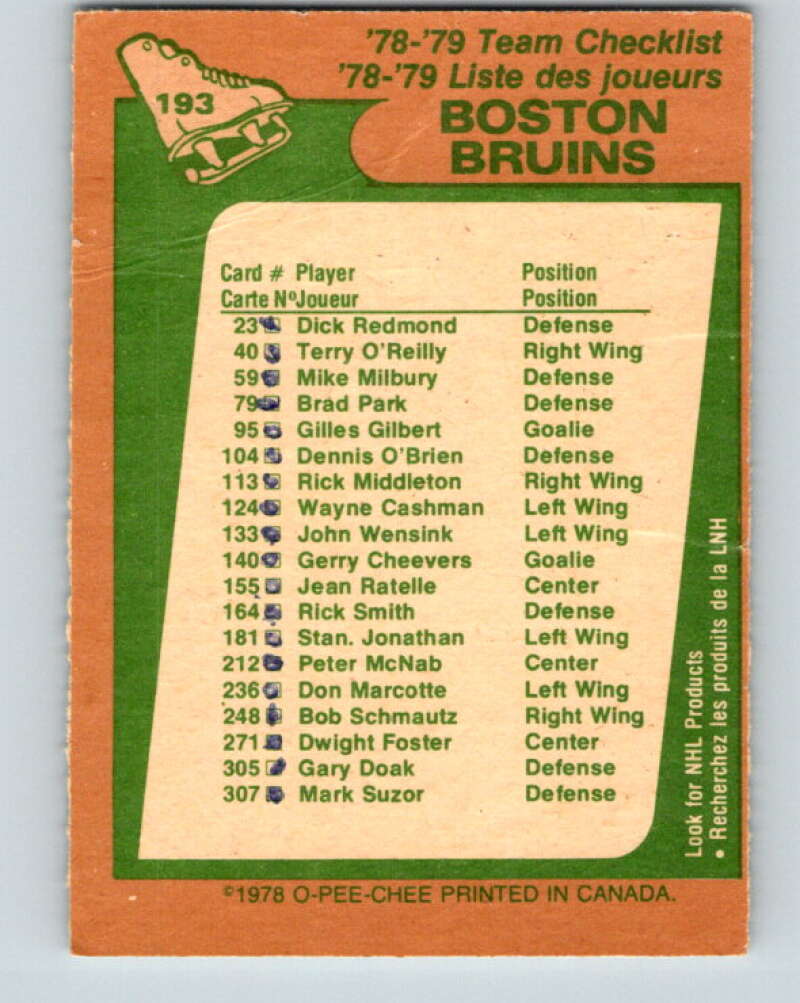 193
'78-'79 Team Checklist
'78-'79 Liste des joueurs
BOSTON
BRUINS
Card # Player Position
Carte Nº Joueur Position
23 Dick Redmond Defense
40 Terry O'Reilly Right Wing
59 Mike Milbury Defense
79 Brad Park Defense
95 Gilles Gilbert Goalie
104 Dennis O'Brien Defense
113 Rick Middleton Right Wing
124 Wayne Cashman Left Wing
133 John Wensink Left Wing
140 Gerry Cheevers Goalie
155 Jean Ratelle Center
164 Rick Smith Defense
181 Stan. Jonathan Left Wing
212 Peter McNab Center
236 Don Marcotte Left Wing
248 Bob Schmautz Right Wing
271 Dwight Foster Center
305 Gary Doak Defense
307 Mark Suzor Defense
Look for NHL Products
• Recherchez les produits de la LNH
©1978 O-PEE-CHEE PRINTED IN CANADA.